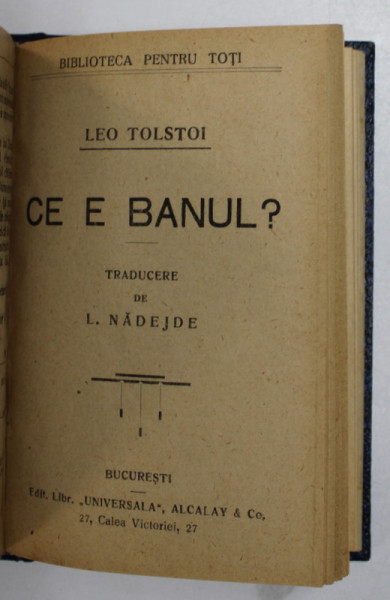 BIBLIOTECA PENTRU TOȚI
LEO TOLSTOI
CE E BANUL?
TRADUCERE
DE
L. NĂDEJDE
BUCUREȘTI
Edit. Libr. „UNIVERSALA“, ALCALAY & Co.
27, Calea Victoriei, 27